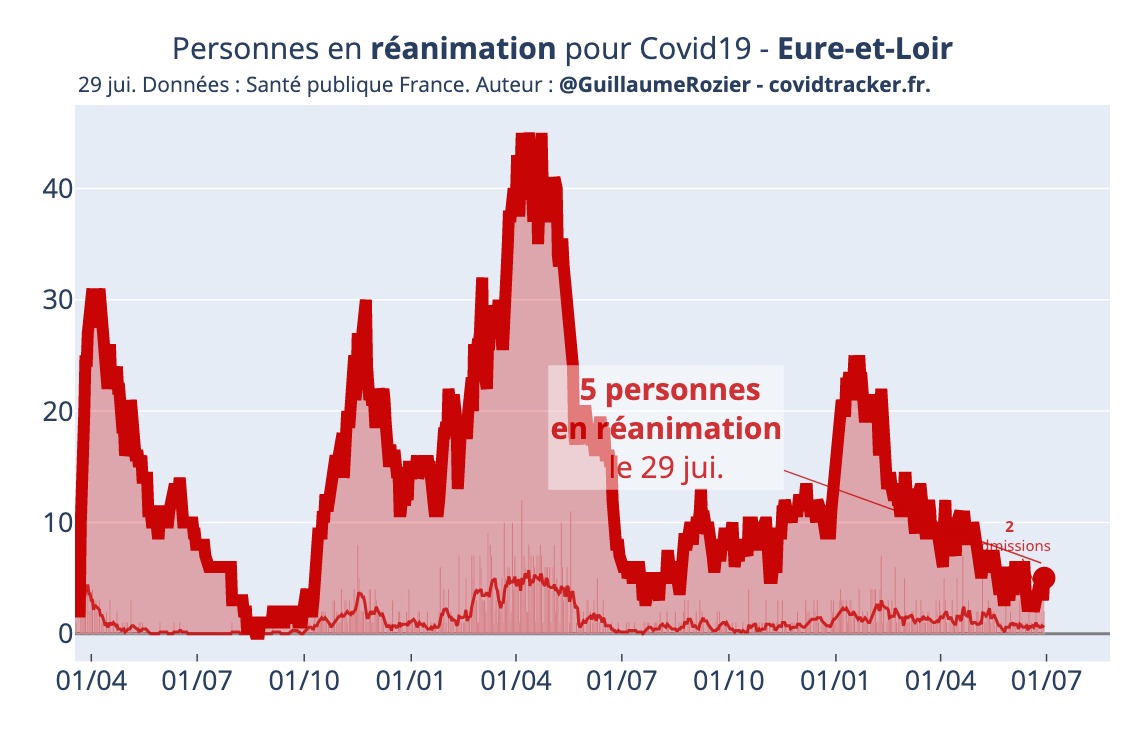 Personnes en réanimation pour Covid19 - Eure-et-Loir
29 jui. Données : Santé publique France. Auteur : @GuillaumeRozier - covidtracker.fr.
40
30
20
10
0
5 personnes
en réanimation
le 29 jui.
2
dmissions
01/04 01/07 01/10 01/01 01/04 01/07 01/10 01/01 01/04 01/07